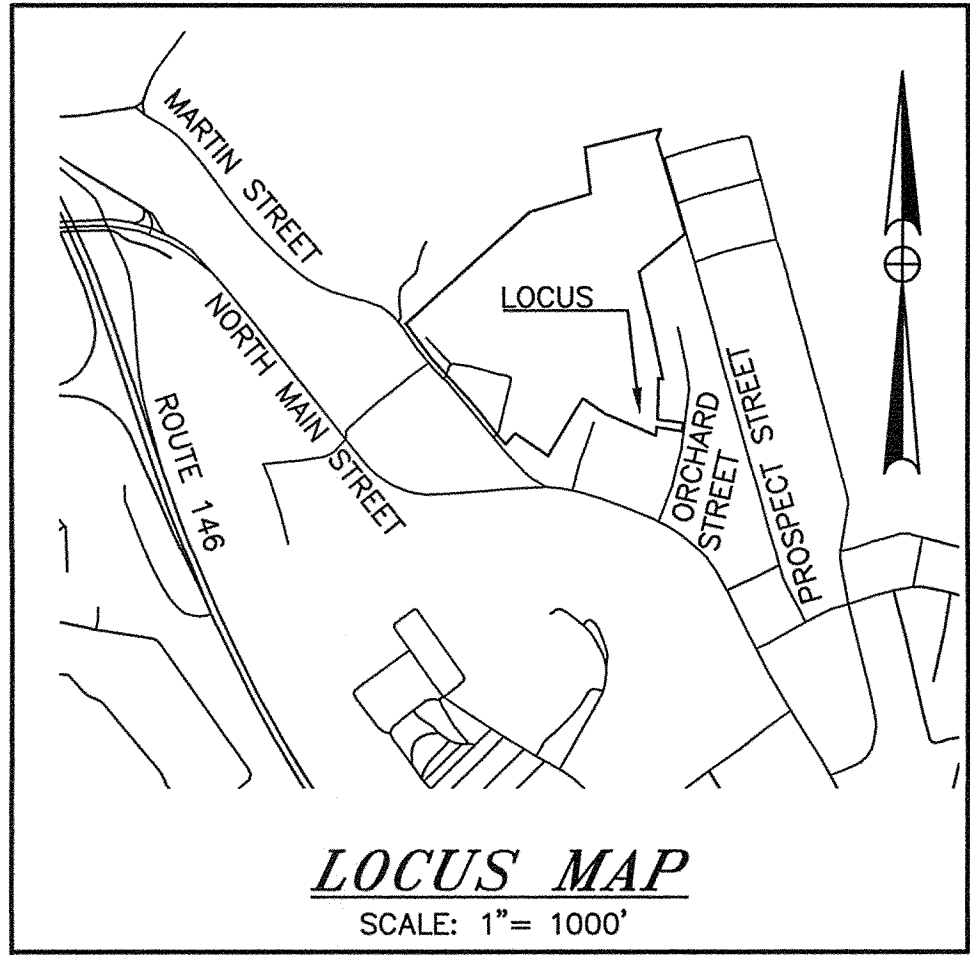 MARTIN STREET
LOCUS
NORTH MAIN STREET
ROUTE 146
ORCHARD
STREET
PROSPECT STREET
LOCUS MAP
SCALE: 1"= 1000'